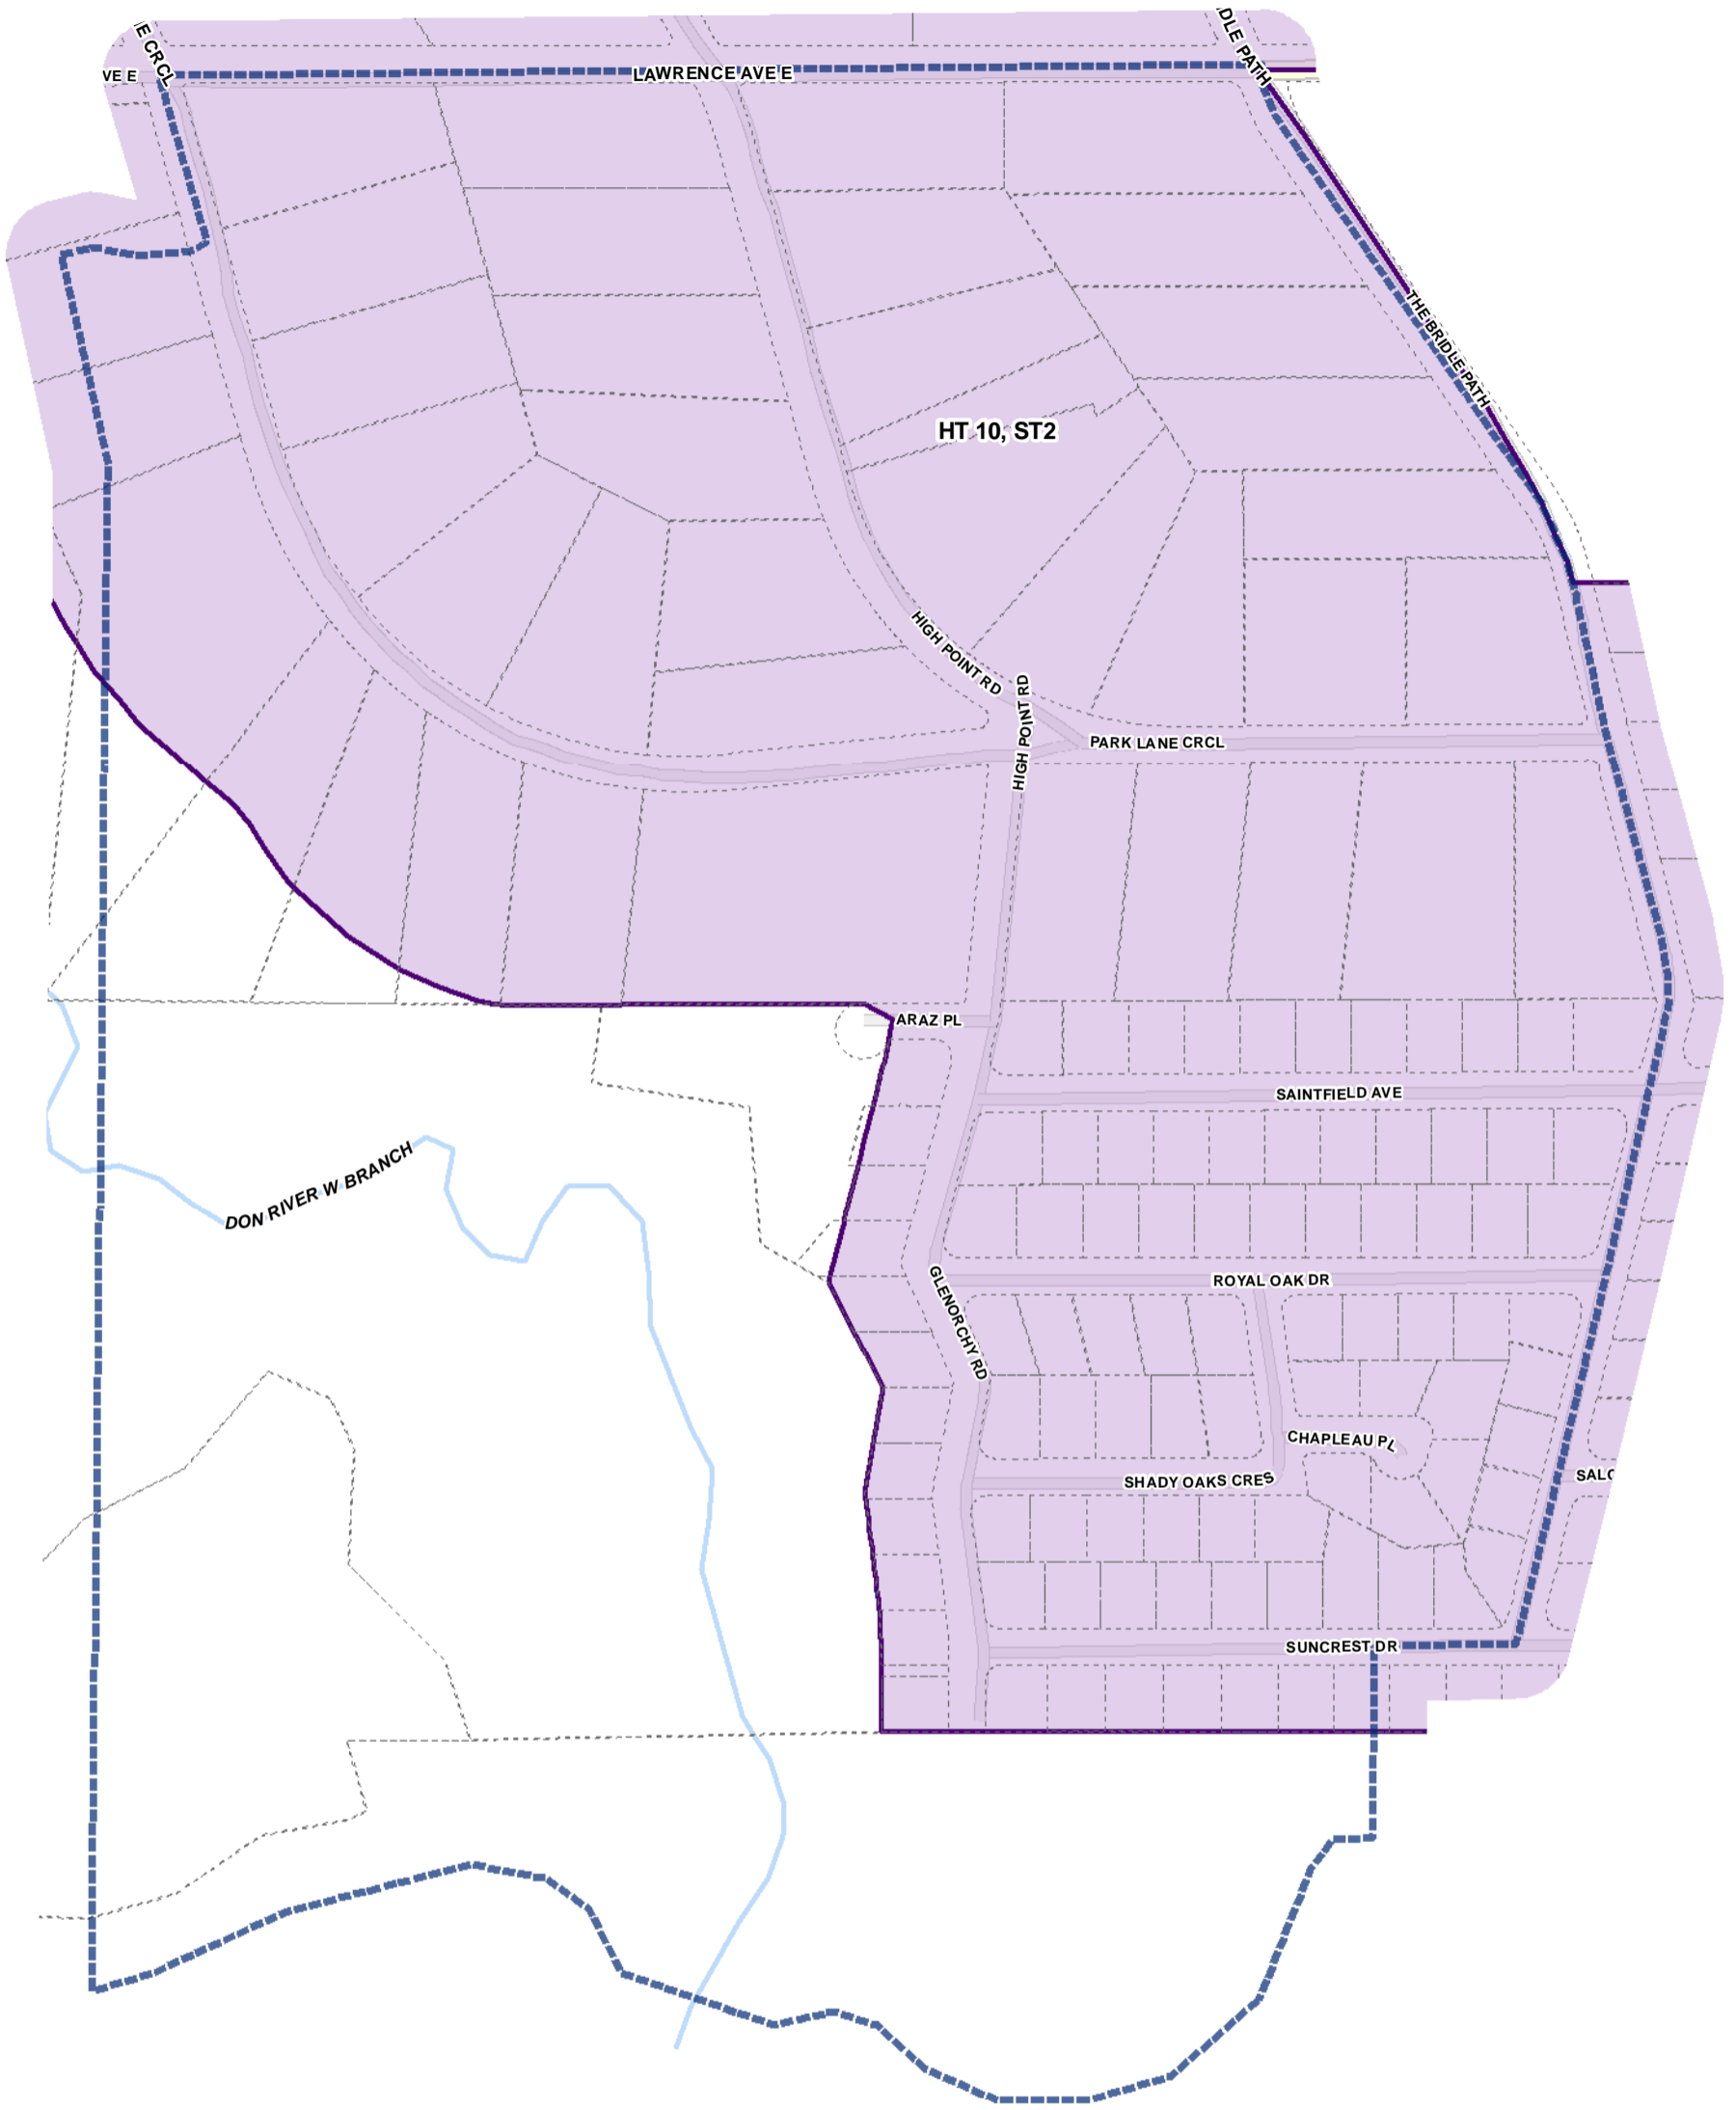 E CRCL
DLE PATH
VE E
LAWRENCE AVE E
THE BRIDLE PATH
HT 10, ST2
HIGH POINT RD
HIGH POINT RD
PARK LANE CRCL
ARAZ PL
SAINTFIELD AVE
DON RIVER W BRANCH
GLENORCHY RD
ROYAL OAK DR
CHAPLEAU PL
SHADY OAKS CRES
SALO
SUNCREST DR